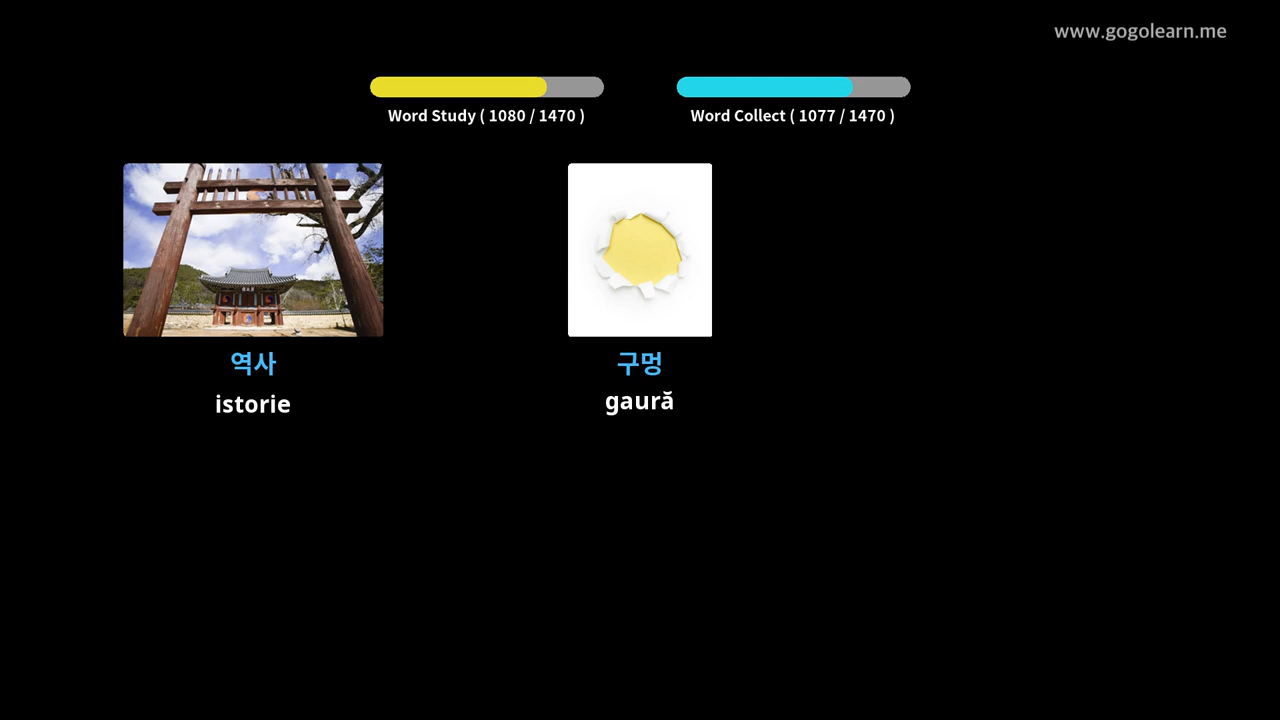 www.gogolearn.me
Word Study ( 1080 / 1470 )
Word Collect ( 1077 / 1470 )
역사
istorie
구멍
gaură